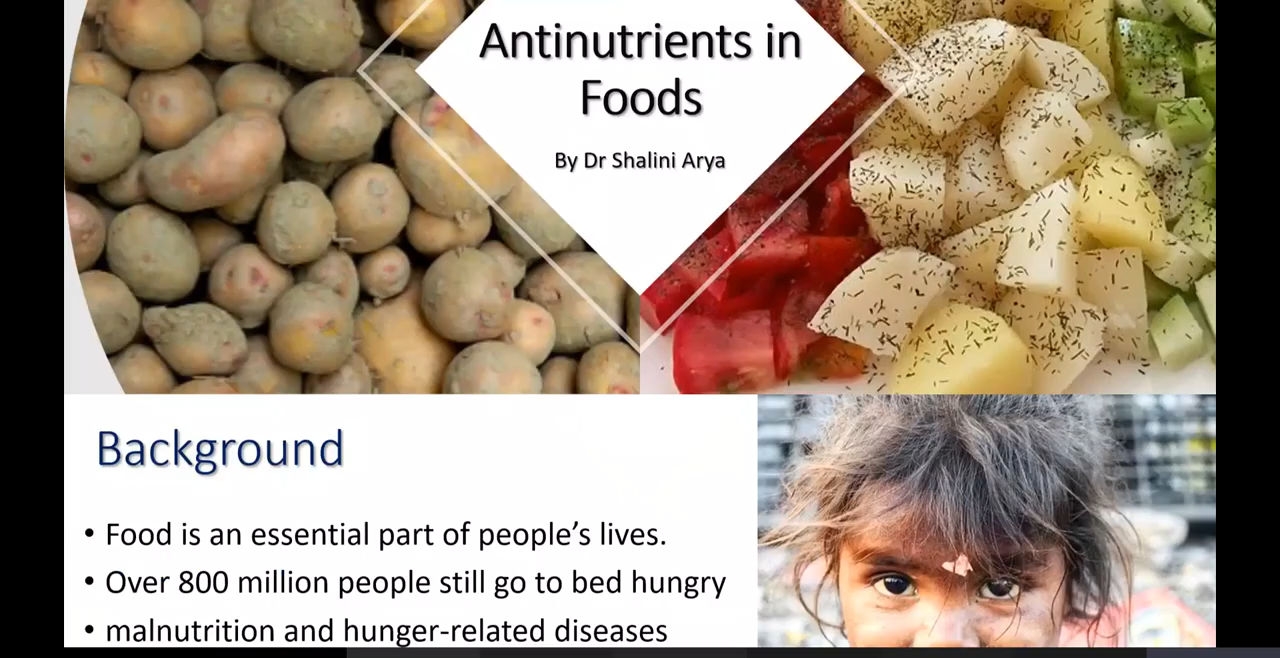 Antinutrients in
Foods
By Dr Shalini Arya
Background
• Food is an essential part of people’s lives.
• Over 800 million people still go to bed hungry
• malnutrition and hunger-related diseases